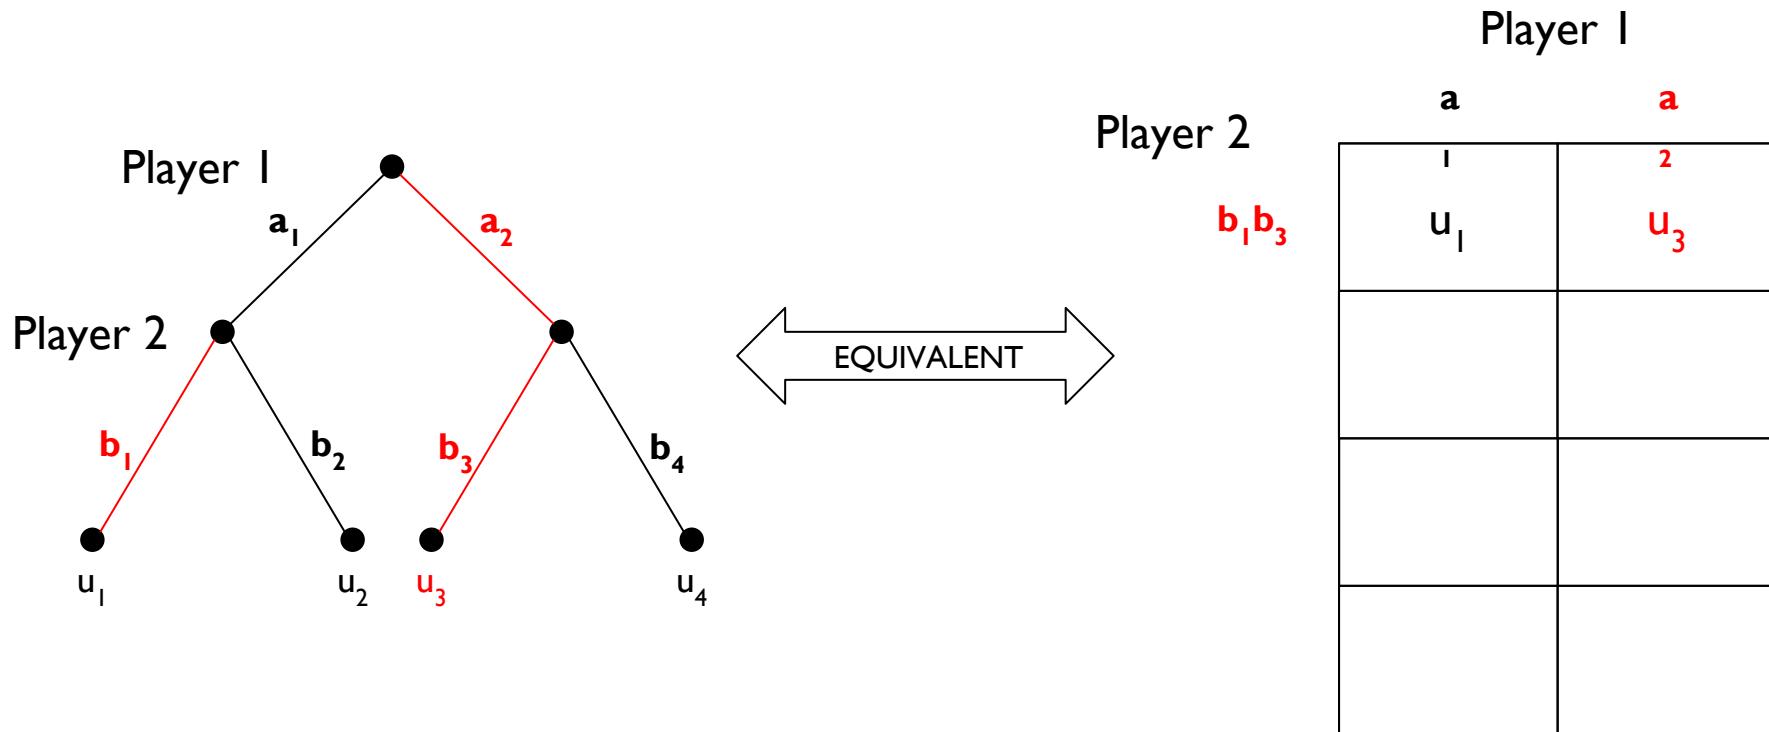 Player 1
a₁ a₂
Player 2
b₁ b₂ b₃ b₄
u₁ u₂ u₃ u₄
EQUIVALENT
Player 1
a₁ a₂
Player 2
b₁b₃ u₁ u₃